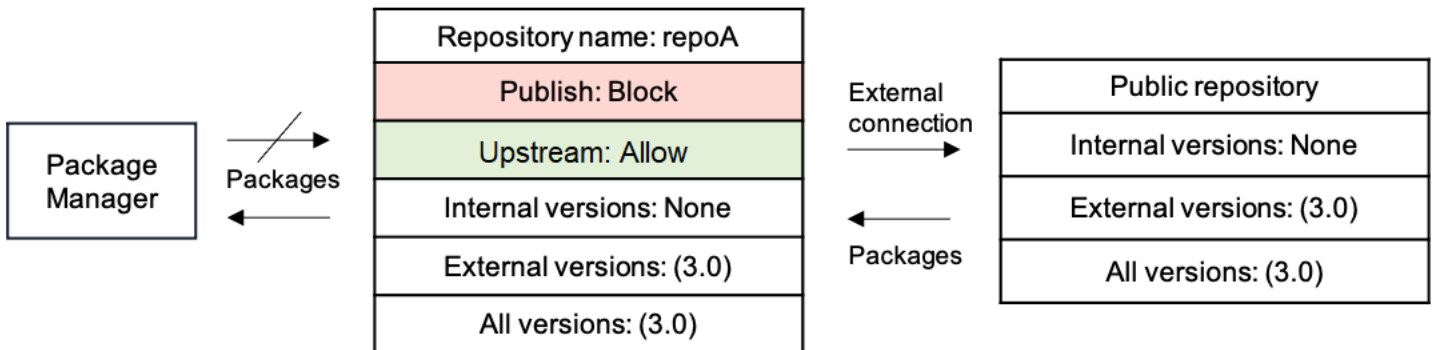 Package
Manager
Packages
Repository name: repoA
Publish: Block
Upstream: Allow
Internal versions: None
External versions: (3.0)
All versions: (3.0)
External
connection
Packages
Public repository
Internal versions: None
External versions: (3.0)
All versions: (3.0)